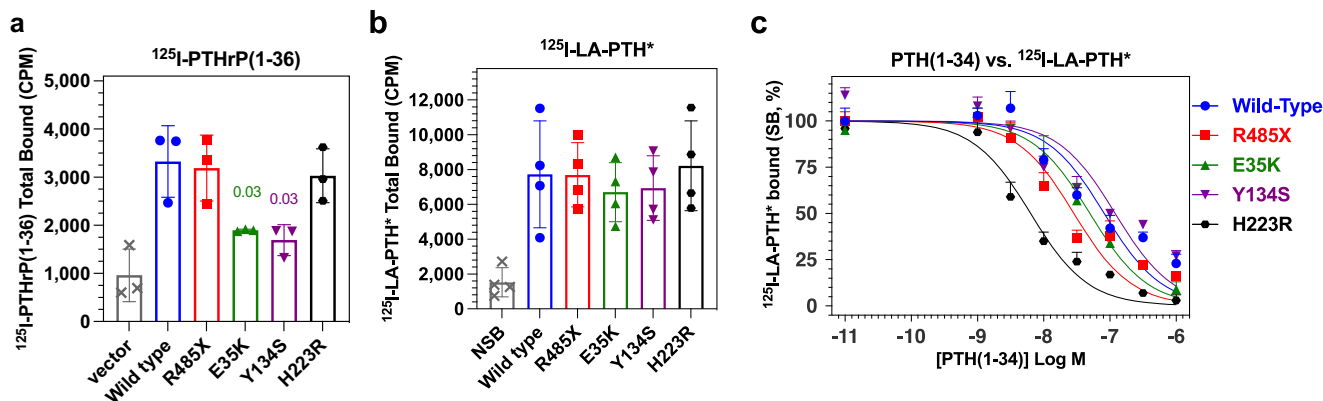 a
¹²⁵I-PTHrP(1-36)
¹²⁵I-PTHrP(1-36) Total Bound (CPM)
5,000
4,000
3,000
2,000
1,000
0
0.03
0.03
vector
Wild type
R485X
E35K
Y134S
H223R
b
¹²⁵I-LA-PTH*
¹²⁵I-LA-PTH* Total Bound (CPM)
12,000
10,000
8,000
6,000
4,000
2,000
0
NSB
Wild type
R485X
E35K
Y134S
H223R
c
PTH(1-34) vs. ¹²⁵I-LA-PTH*
¹²⁵I-LA-PTH* bound (SB, %)
100
75
50
25
0
-11
-10
-9
-8
-7
-6
[PTH(1-34)] Log M
Wild-Type
R485X
E35K
Y134S
H223R